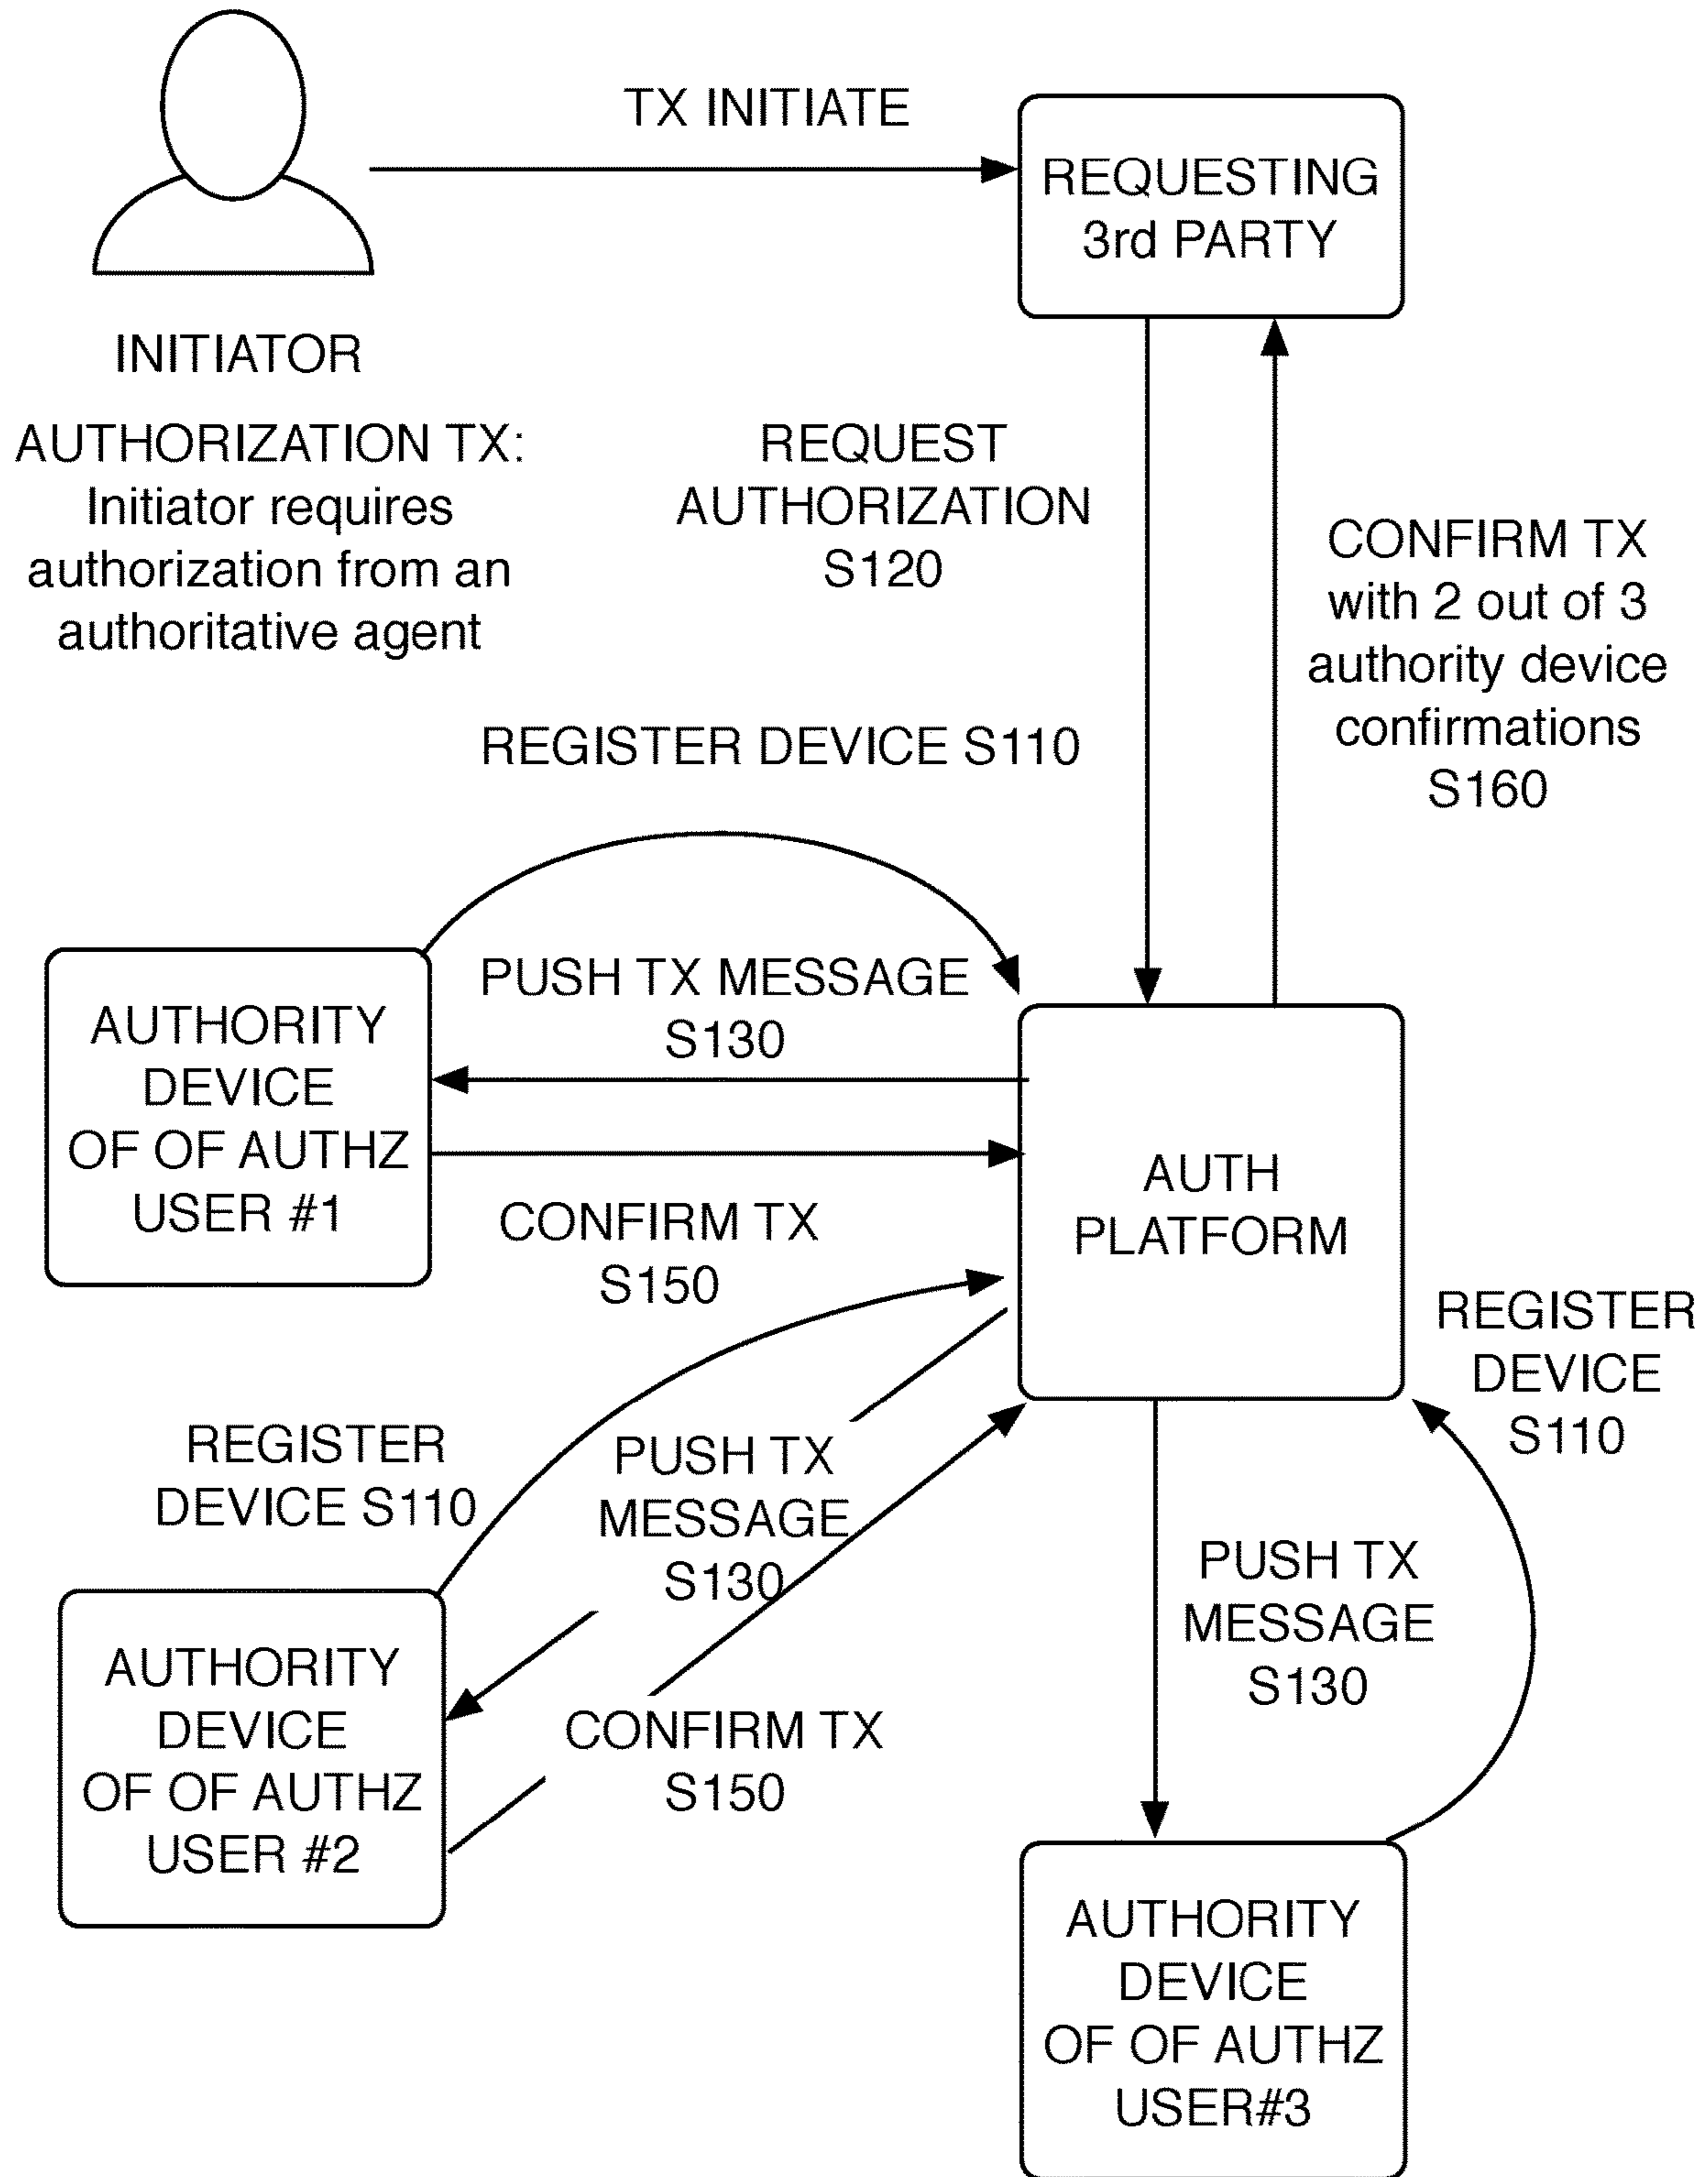 TX INITIATE
REQUESTING
3rd PARTY
INITIATOR
AUTHORIZATION TX:
Initiator requires
authorization from an
authoritative agent
REQUEST
AUTHORIZATION
S120
CONFIRM TX
with 2 out of 3
authority device
confirmations
S160
REGISTER DEVICE S110
PUSH TX MESSAGE
S130
AUTHORITY
DEVICE
OF OF AUTHZ
USER #1
CONFIRM TX
S150
AUTH
PLATFORM
REGISTER
DEVICE
S110
REGISTER
DEVICE S110
PUSH TX
MESSAGE
S130
AUTHORITY
DEVICE
OF OF AUTHZ
USER #2
CONFIRM TX
S150
PUSH TX
MESSAGE
S130
AUTHORITY
DEVICE
OF OF AUTHZ
USER#3